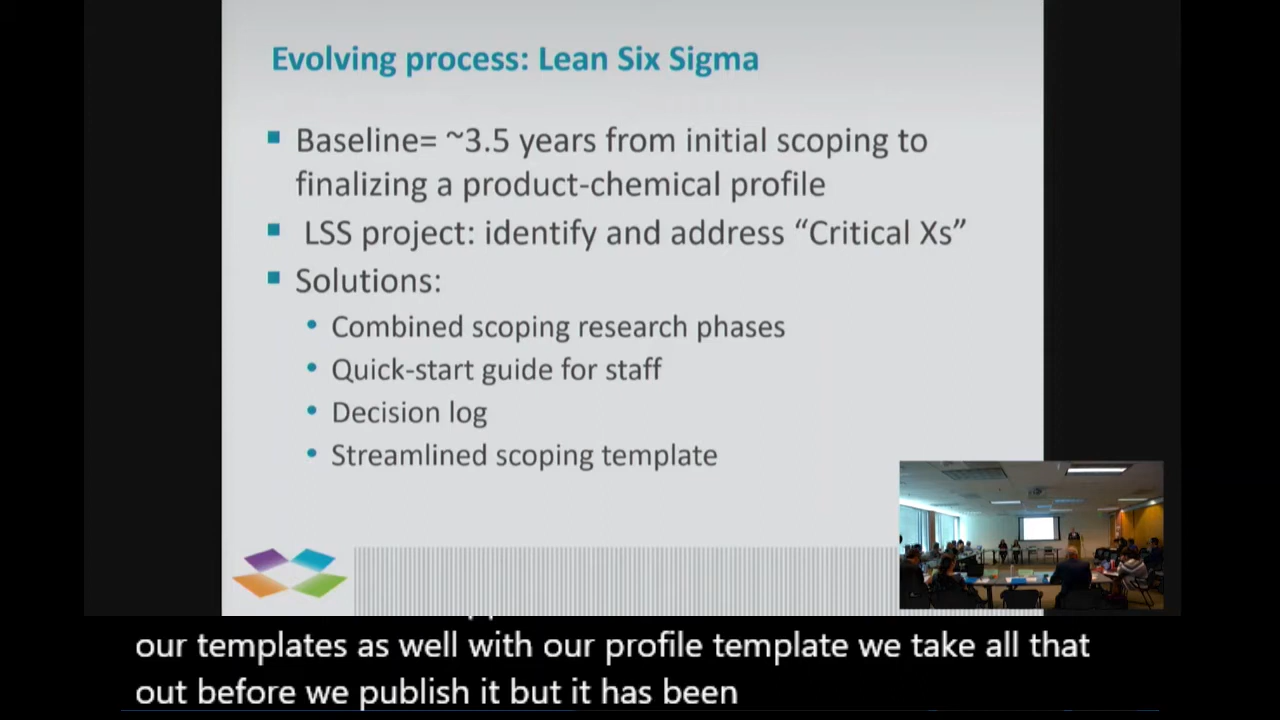 Evolving process: Lean Six Sigma
Baseline= ~3.5 years from initial scoping to
finalizing a product-chemical profile
LSS project: identify and address “Critical Xs”
Solutions:
Combined scoping research phases
Quick-start guide for staff
Decision log
Streamlined scoping template
our templates as well with our profile template we take all that
out before we publish it but it has been